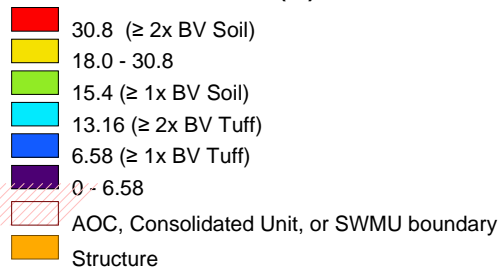 30.8 (≥ 2x BV Soil)
18.0 - 30.8
15.4 (≥ 1x BV Soil)
13.16 (≥ 2x BV Tuff)
6.58 (≥ 1x BV Tuff)
0 - 6.58
AOC, Consolidated Unit, or SWMU boundary
Structure